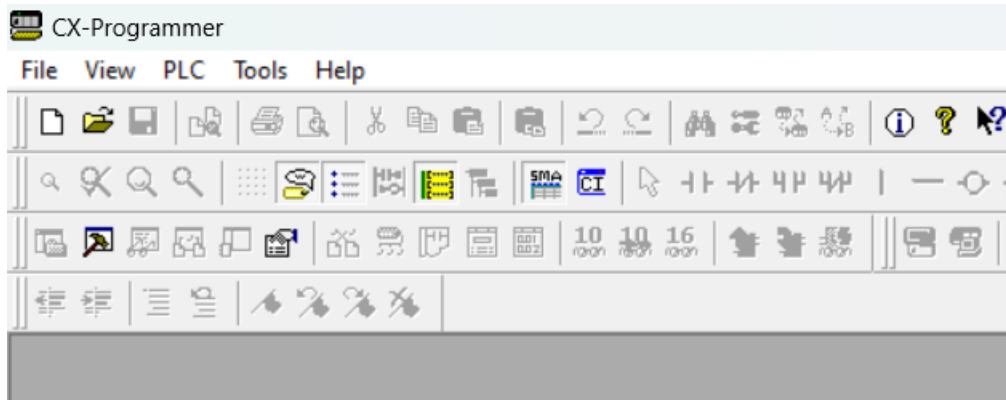 CX-Programmer
File View PLC Tools Help
A B
SMA CI
10 10 16